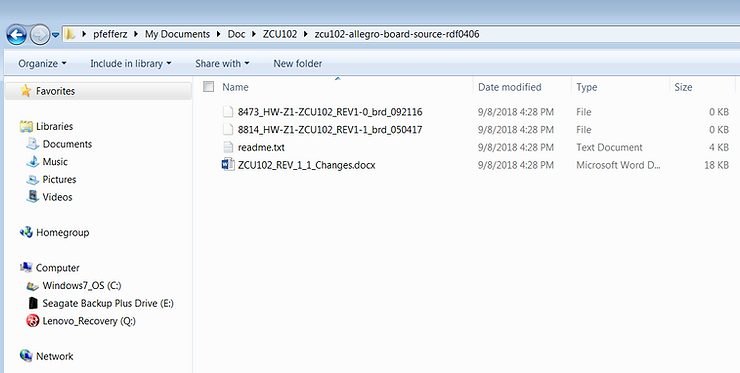 pfefferz ▸ My Documents ▸ Doc ▸ ZCU102 ▸ zcu102-allegro-board-source-rdf0406
Organize Include in library Share with New folder
Favorites
Libraries
Documents
Music
Pictures
Videos
Homegroup
Computer
Windows7_OS (C:)
Seagate Backup Plus Drive (E:)
Lenovo_Recovery (Q:)
Network
Name Date modified Type Size
8473_HW-Z1-ZCU102_REV1-0_brd_092116 9/8/2018 4:28 PM File 0 KB
8814_HW-Z1-ZCU102_REV1-1_brd_050417 9/8/2018 4:28 PM File 0 KB
readme.txt 9/8/2018 4:28 PM Text Document 4 KB
ZCU102_REV_1_1_Changes.docx 9/8/2018 4:28 PM Microsoft Word D... 18 KB